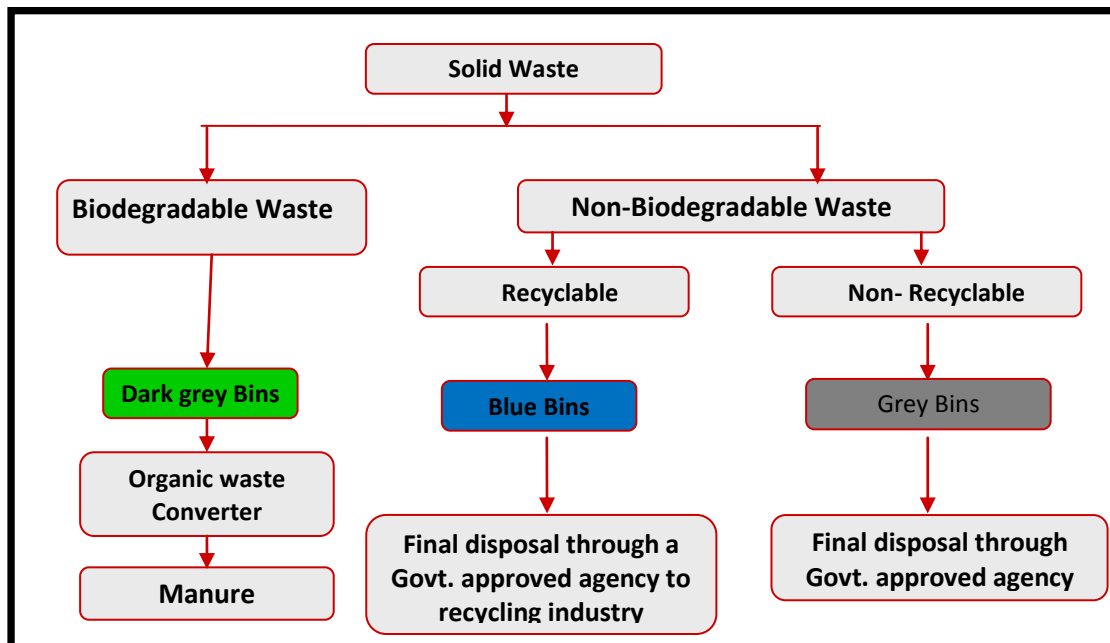 Solid Waste
Biodegradable Waste
Non-Biodegradable Waste
Recyclable
Non- Recyclable
Dark grey Bins
Blue Bins
Grey Bins
Organic waste
Converter
Manure
Final disposal through a
Govt. approved agency to
recycling industry
Final disposal through
Govt. approved agency